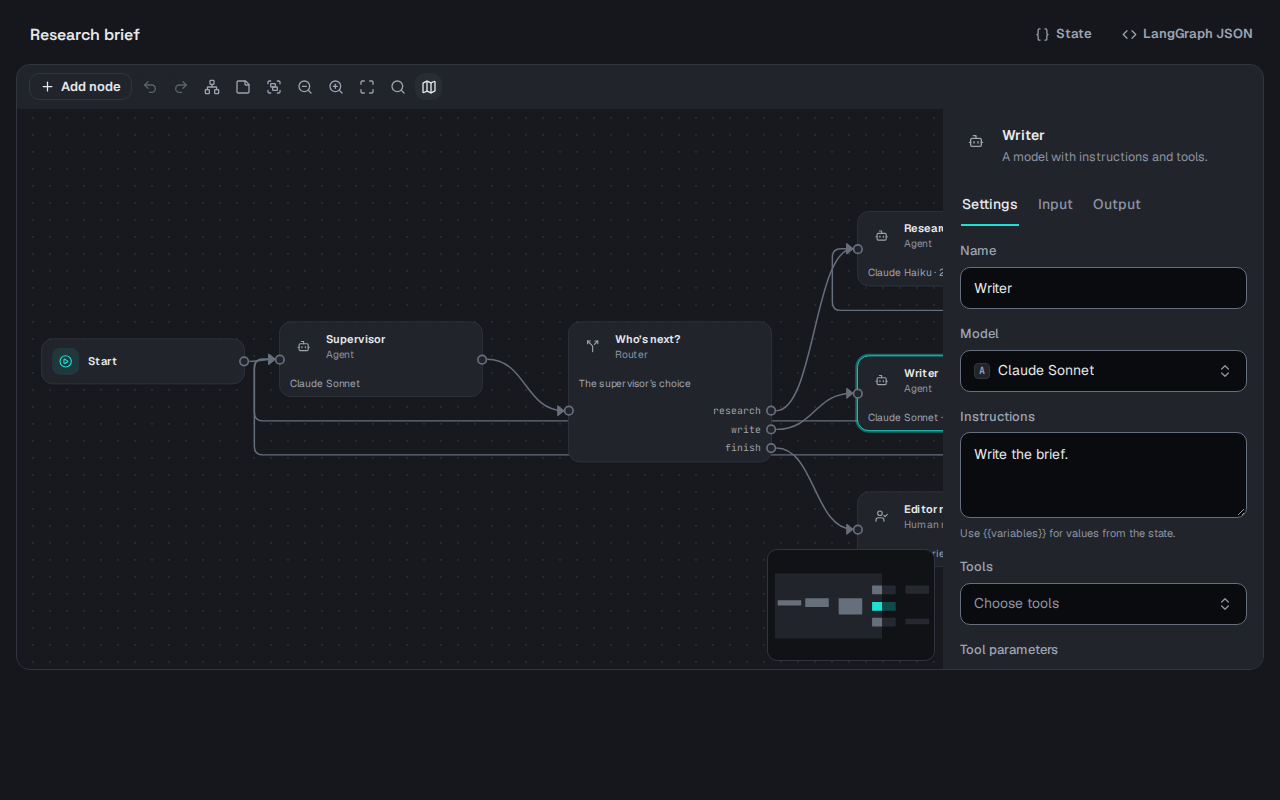 Research brief
State
LangGraph JSON
Add node
Writer
A model with instructions and tools.
Settings
Input
Output
Name
Writer
Model
A
Claude Sonnet
Instructions
Write the brief.
Use {{variables}} for values from the state.
Tools
Choose tools
Tool parameters
Start
Supervisor
Agent
Claude Sonnet
Who's next?
Router
The supervisor's choice
research
write
finish
Agent
Claude Haiku · 2
Writer
Agent
Claude Sonnet ·
Editor
Human